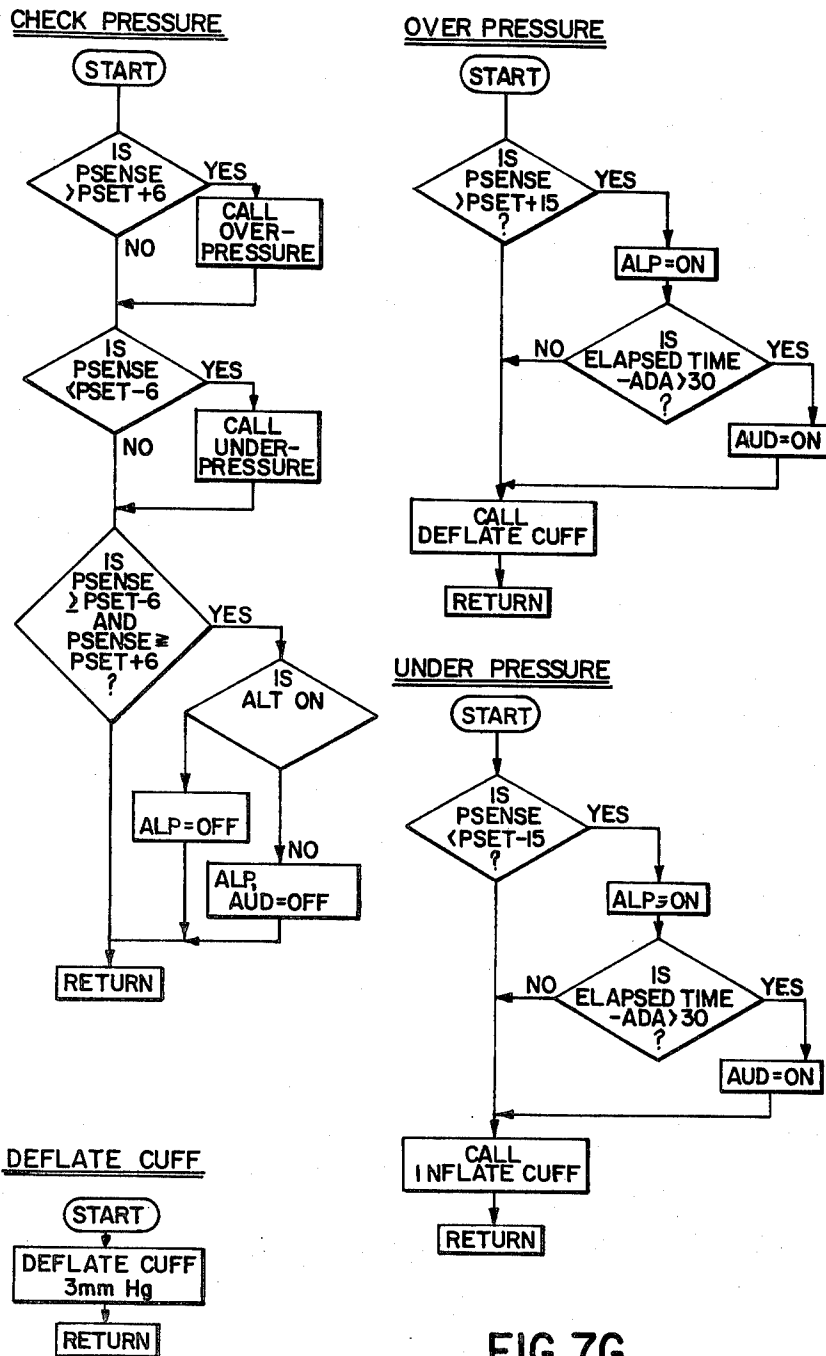 CHECK PRESSURE
START
IS
PSENSE
>PSET+6
YES
NO
CALL
OVER-
PRESSURE
IS
PSENSE
<PSET-6
YES
NO
CALL
UNDER-
PRESSURE
IS
PSENSE
≥PSET-6
AND
PSENSE≦
PSET+6
?
YES
IS
ALT ON
ALP=OFF
NO
ALP,
AUD=OFF
RETURN
DEFLATE CUFF
START
DEFLATE CUFF
3mm Hg
RETURN
OVER PRESSURE
START
IS
PSENSE
>PSET+15
?
YES
ALP=ON
IS
ELAPSED TIME
-ADA>30
?
NO
YES
AUD=ON
CALL
DEFLATE CUFF
RETURN
UNDER PRESSURE
START
IS
PSENSE
<PSET-15
?
YES
ALP=ON
IS
ELAPSED TIME
-ADA>30
?
NO
YES
AUD=ON
CALL
INFLATE CUFF
RETURN
FIG. 7G